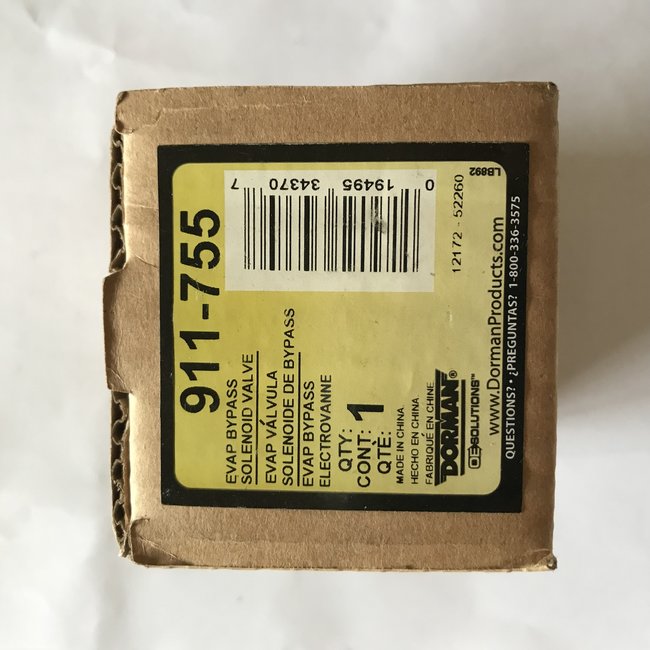 911-755
EVAP BYPASS
SOLENOID VALVE
EVAP VÁLVULA
SOLENOIDE DE BYPASS
EVAP BYPASS
ELECTROVANNE
QTY:
CONT: 1
QTÈ:
MADE IN CHINA
HECHO EN CHINA
FABRIQUÉ EN CHINE
DORMAN®
OE SOLUTIONS™
0 19495 34370 7
12172 - 52260
LB892
www.DormanProducts.com
QUESTIONS? • ¿PREGUNTAS? 1-800-336-3575